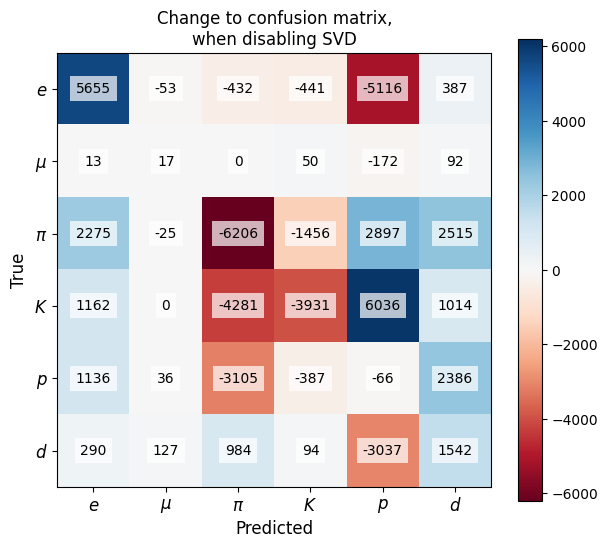 Change to confusion matrix,
when disabling SVD
e 5655 -53 -432 -441 -5116 387
μ 13 17 0 50 -172 92
π 2275 -25 -6206 -1456 2897 2515
K 1162 0 -4281 -3931 6036 1014
p 1136 36 -3105 -387 -66 2386
d 290 127 984 94 -3037 1542
e μ π K p d
Predicted
True
6000
4000
2000
0
−2000
−4000
−6000